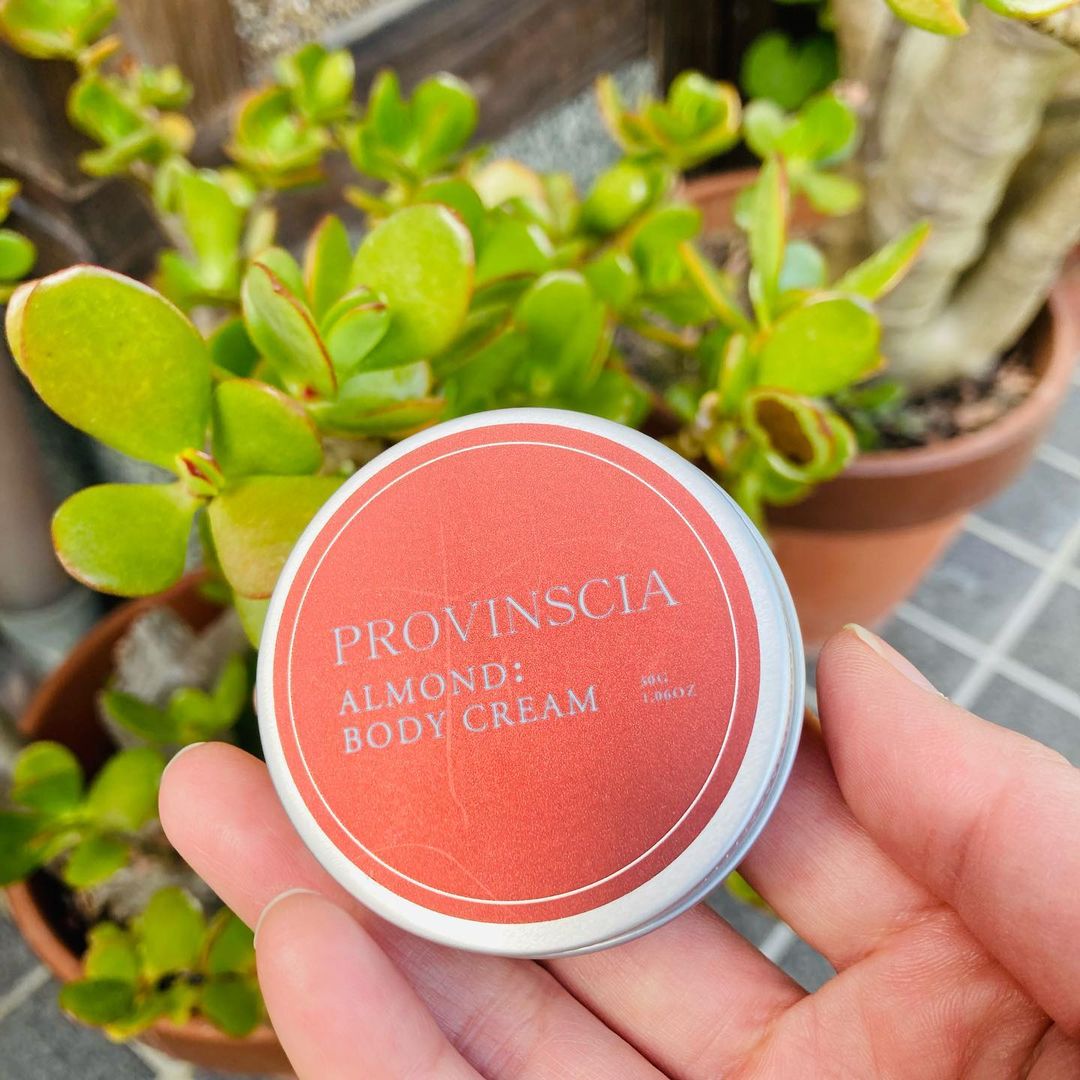 PROVINSCIA
ALMOND:
BODY CREAM
30G
1.06OZ